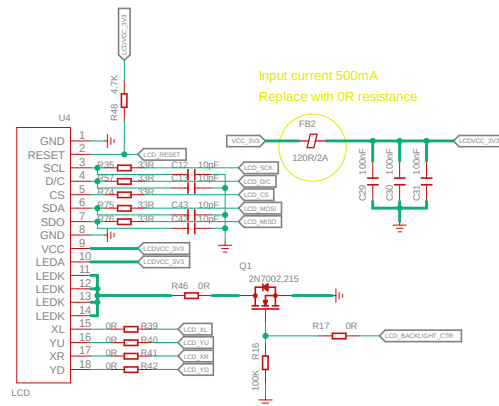 LCDVCC_3V3
4.7K
R48
Input current 500mA
Replace with 0R resistance
FB2
VCC_3V3
120R/2A
LCDVCC_3V3
100nF
100nF
100nF
C29
C30
C31
U4
GND 1
RESET 2 LCD_RESET
SCL 3 R35 33R C12 10pF LCD_SCK
D/C 4 R57 33R C13 10pF LCD_D/C
CS 5 R74 33R LCD_CS
SDA 6 R75 33R C43 10pF LCD_MOSI
SDO 7 R76 33R C42 10pF LCD_MISO
GND 8
VCC 9 LCDVCC_3V3
LEDA 10 LCDVCC_3V3
LEDK 11
LEDK 12
LEDK 13
LEDK 14
R46 0R
Q1
2N7002,215
XL 15 0R R39 LCD_XL
YU 16 0R R40 LCD_YU
XR 17 0R R41 LCD_XR
YD 18 0R R42 LCD_YD
R17 0R
LCD_BACKLIGHT_CTR
R16
100K
LCD